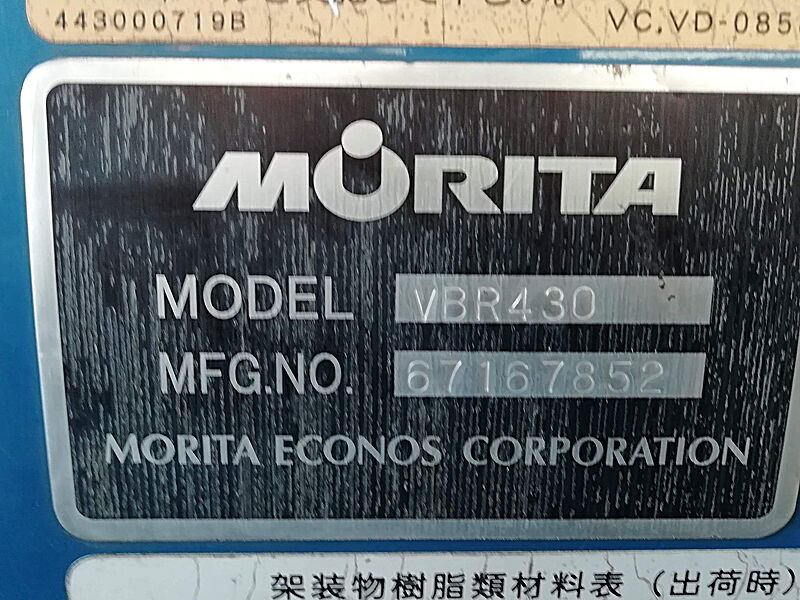 443000719B VC,VD-085
MORITA
MODEL VBR430
MFG.NO. 67167852
MORITA ECONOS CORPORATION
架装物樹脂類材料表（出荷時）